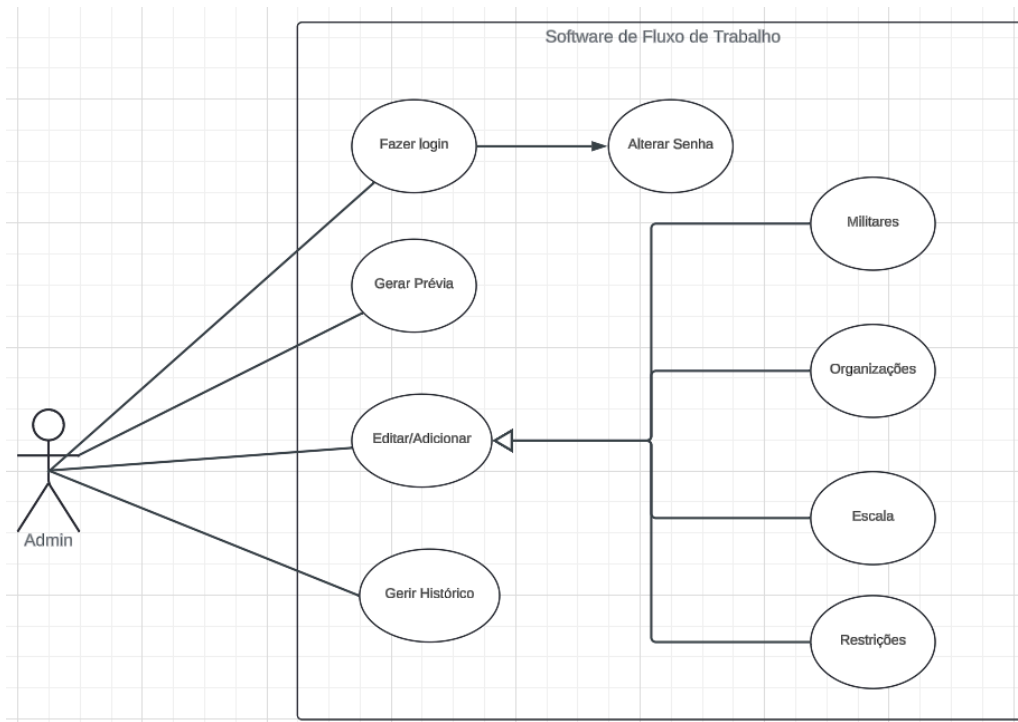 Software de Fluxo de Trabalho
Fazer login
Alterar Senha
Militares
Gerar Prévia
Organizações
Editar/Adicionar
Escala
Admin
Gerir Histórico
Restrições